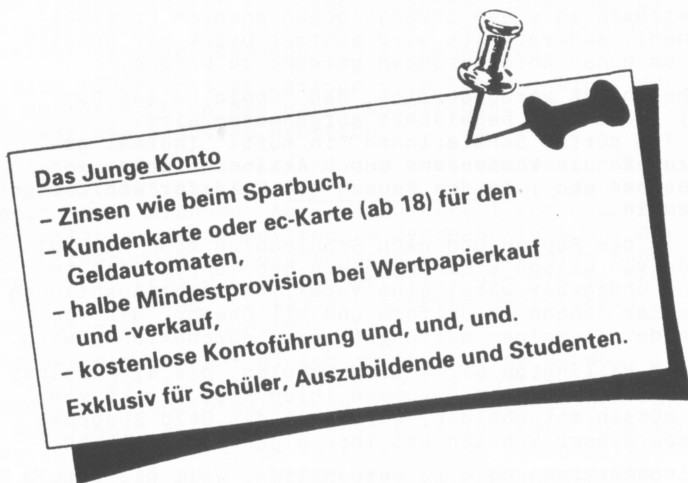 Das Junge Konto
– Zinsen wie beim Sparbuch,
– Kundenkarte oder ec-Karte (ab 18) für den
Geldautomaten,
– halbe Mindestprovision bei Wertpapierkauf
und -verkauf,
– kostenlose Kontoführung und, und, und.
Exklusiv für Schüler, Auszubildende und Studenten.